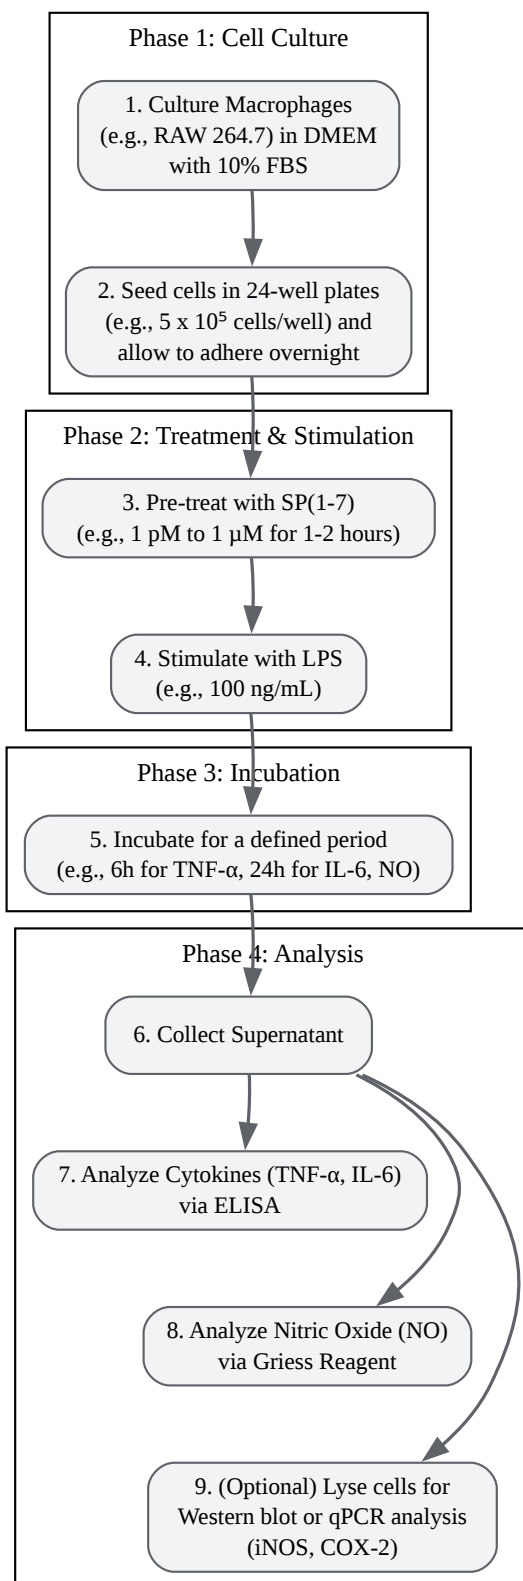 Phase 1: Cell Culture
1. Culture Macrophages
(e.g., RAW 264.7) in DMEM
with 10% FBS
2. Seed cells in 24-well plates
(e.g., 5 x 10⁵ cells/well) and
allow to adhere overnight
Phase 2: Treatment & Stimulation
3. Pre-treat with SP(1-7)
(e.g., 1 pM to 1 µM for 1-2 hours)
4. Stimulate with LPS
(e.g., 100 ng/mL)
Phase 3: Incubation
5. Incubate for a defined period
(e.g., 6h for TNF-α, 24h for IL-6, NO)
Phase 4: Analysis
6. Collect Supernatant
7. Analyze Cytokines (TNF-α, IL-6)
via ELISA
8. Analyze Nitric Oxide (NO)
via Griess Reagent
9. (Optional) Lyse cells for
Western blot or qPCR analysis
(iNOS, COX-2)